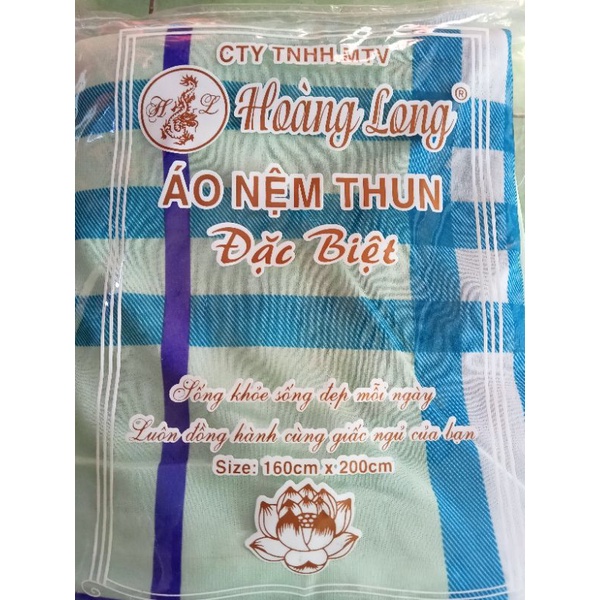 CTY TNHH MTV
H L Hoàng Long ®
ÁO NỆM THUN
Đặc Biệt
Sống khỏe sống đẹp mỗi ngày
Luôn đồng hành cùng giấc ngủ của bạn
Size: 160cm x 200cm